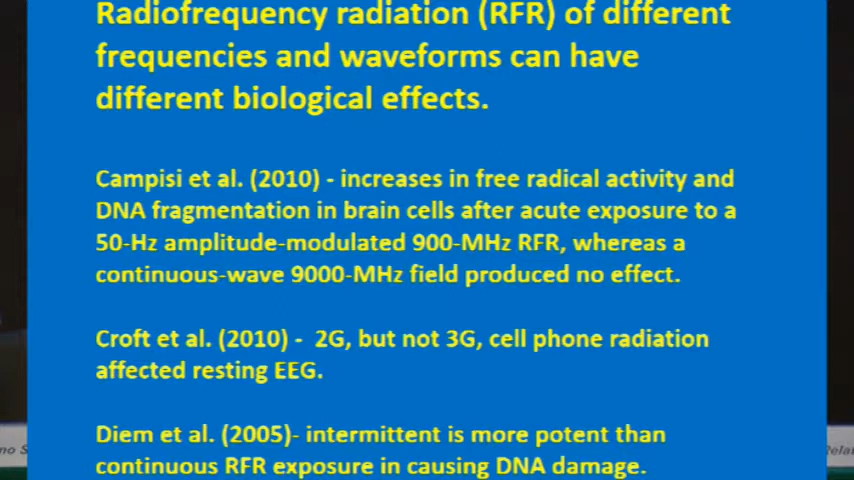 Radiofrequency radiation (RFR) of different
frequencies and waveforms can have
different biological effects.
Campisi et al. (2010) - increases in free radical activity and
DNA fragmentation in brain cells after acute exposure to a
50-Hz amplitude-modulated 900-MHz RFR, whereas a
continuous-wave 9000-MHz field produced no effect.
Croft et al. (2010) - 2G, but not 3G, cell phone radiation
affected resting EEG.
Diem et al. (2005)- intermittent is more potent than
continuous RFR exposure in causing DNA damage.